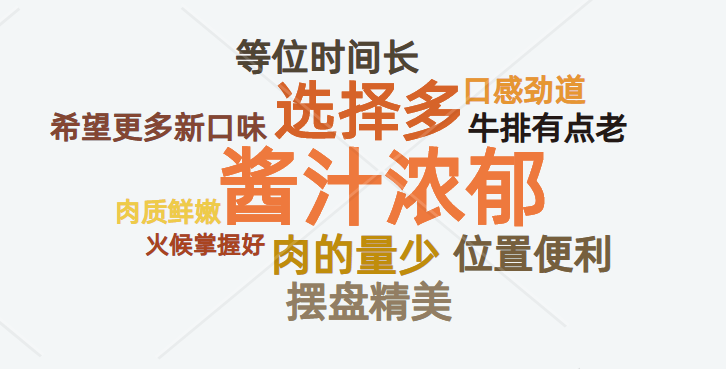 等位时间长
选择多
口感劲道
希望更多新口味
牛排有点老
酱汁浓郁
肉质鲜嫩
火候掌握好
肉的量少
位置便利
摆盘精美